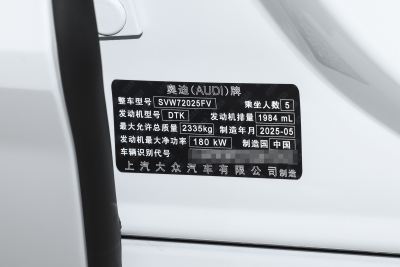 奥迪(AUDI)牌
整车型号 SVW72025FV 乘坐人数 5
发动机型号 DTK 发动机排量 1984 mL
最大允许总质量 2335kg 制造年月 2025-05
发动机最大净功率 180 kW 制造国 中国
车辆识别代号
上汽大众汽车有限公司制造